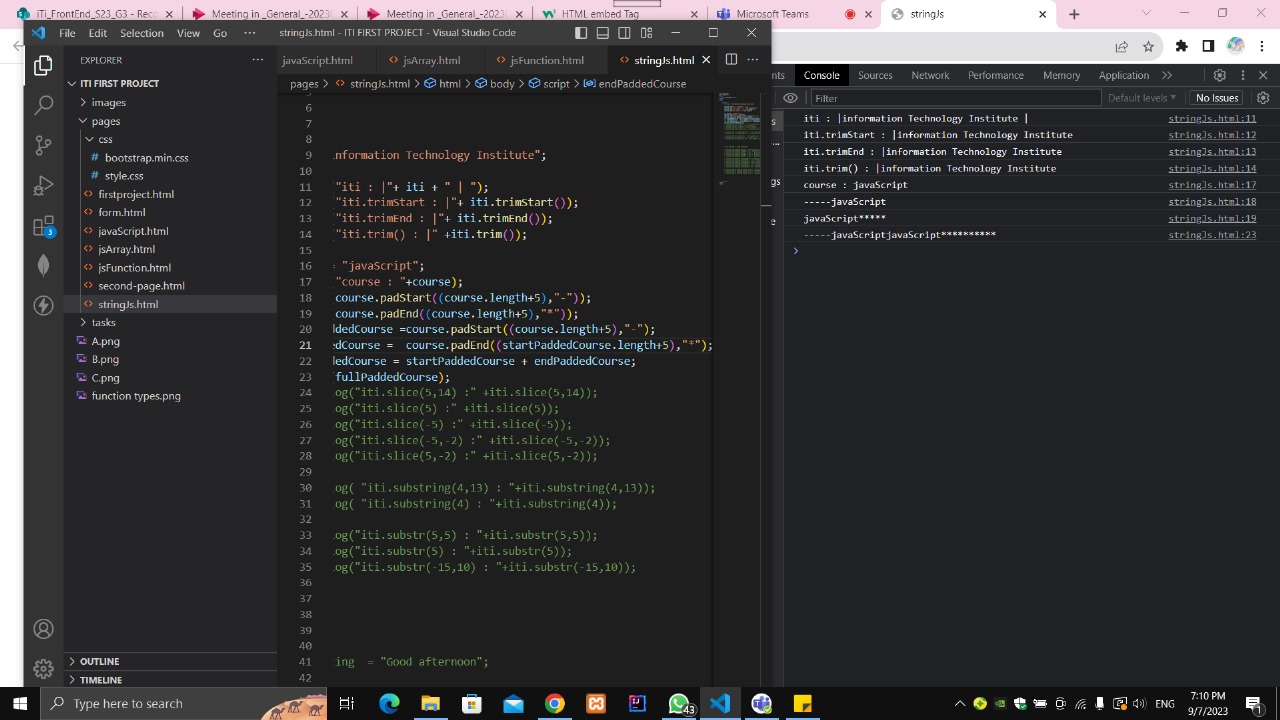 iTi_FrontEnd_S23_G3 - Reco
Meeting in _General_-2023
Meeting in _General_-2023
HTML embed Tag
Microsoft Teams
stringJs
File Edit Selection View Go ···
stringJs.html - ITI FIRST PROJECT - Visual Studio Code
EXPLORER
javaScript.html
jsArray.html
jsFunction.html
stringJs.html
pages > stringJs.html > html > body > script > endPaddedCourse
ITI FIRST PROJECT
images
pages
css
bootstrap.min.css
style.css
firstproject.html
form.html
javaScript.html
jsArray.html
jsFunction.html
second-page.html
stringJs.html
tasks
A.png
B.png
C.png
function types.png
OUTLINE
TIMELINE
3
6
7
8
9 nformation Technology Institute";
10
11 "iti : |"+ iti + " | ");
12 "iti.trimStart : |"+ iti.trimStart());
13 "iti.trimEnd : |"+ iti.trimEnd());
14 "iti.trim() : |" +iti.trim());
15
16 = "javaScript";
17 "course : "+course);
18 course.padStart((course.length+5),"-"));
19 course.padEnd((course.length+5),"*"));
20 dedCourse =course.padStart((course.length+5),"-");
21 edCourse =  course.padEnd((startPaddedCourse.length+5),"*");
22 dedCourse = startPaddedCourse + endPaddedCourse;
23 fullPaddedCourse);
24 og("iti.slice(5,14) :" +iti.slice(5,14));
25 og("iti.slice(5) :" +iti.slice(5));
26 og("iti.slice(-5) :" +iti.slice(-5));
27 og("iti.slice(-5,-2) :" +iti.slice(-5,-2));
28 og("iti.slice(5,-2) :" +iti.slice(5,-2));
29
30 og( "iti.substring(4,13) : "+iti.substring(4,13));
31 og( "iti.substring(4) : "+iti.substring(4));
32
33 og("iti.substr(5,5) : "+iti.substr(5,5));
34 og("iti.substr(5) : "+iti.substr(5));
35 og("iti.substr(-15,10) : "+iti.substr(-15,10));
36
37
38
39
40
41 ing  = "Good afternoon";
42
nts Console Sources Network Performance Memory Application
Filter
Default levels
No Issues
iti : |information Technology Institute | stringJs.html:11
iti.trimStart : |information Technology Institute stringJs.html:12
iti.trimEnd : |information Technology Institute stringJs.html:13
iti.trim() : |information Technology Institute stringJs.html:14
course : javaScript stringJs.html:17
-----javaScript stringJs.html:18
javaScript***** stringJs.html:19
-----javaScriptjavaScript********** stringJs.html:23
>
Type here to search
43
ENG
7:10 PM
9/7/2023
1